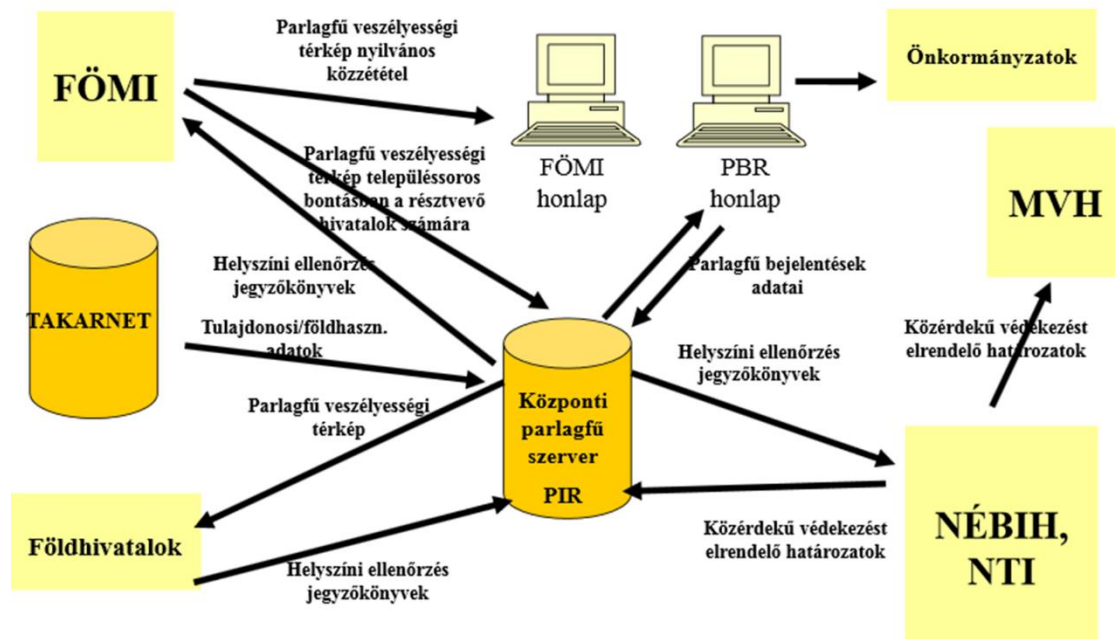 FÖMI
Parlagfű veszélyességi
térkép nyilvános
közzététel
FÖMI
honlap
PBR
honlap
Önkormányzatok
MVH
Parlagfű veszélyességi
térkép településsoros
bontásban a résztvevő
hivatalok számára
Helyszíni ellenőrzés
jegyzőkönyvek
TAKARNET
Tulajdonosi/földhaszn.
adatok
Parlagfű bejelentések
adatai
Közérdekű védekezést
elrendelő határozatok
Helyszíni ellenőrzés
jegyzőkönyvek
Parlagfű veszélyességi
térkép
Központi
parlagfű
szerver
PIR
Földhivatalok
Helyszíni ellenőrzés
jegyzőkönyvek
Közérdekű védekezést
elrendelő határozatok
NÉBIH,
NTI